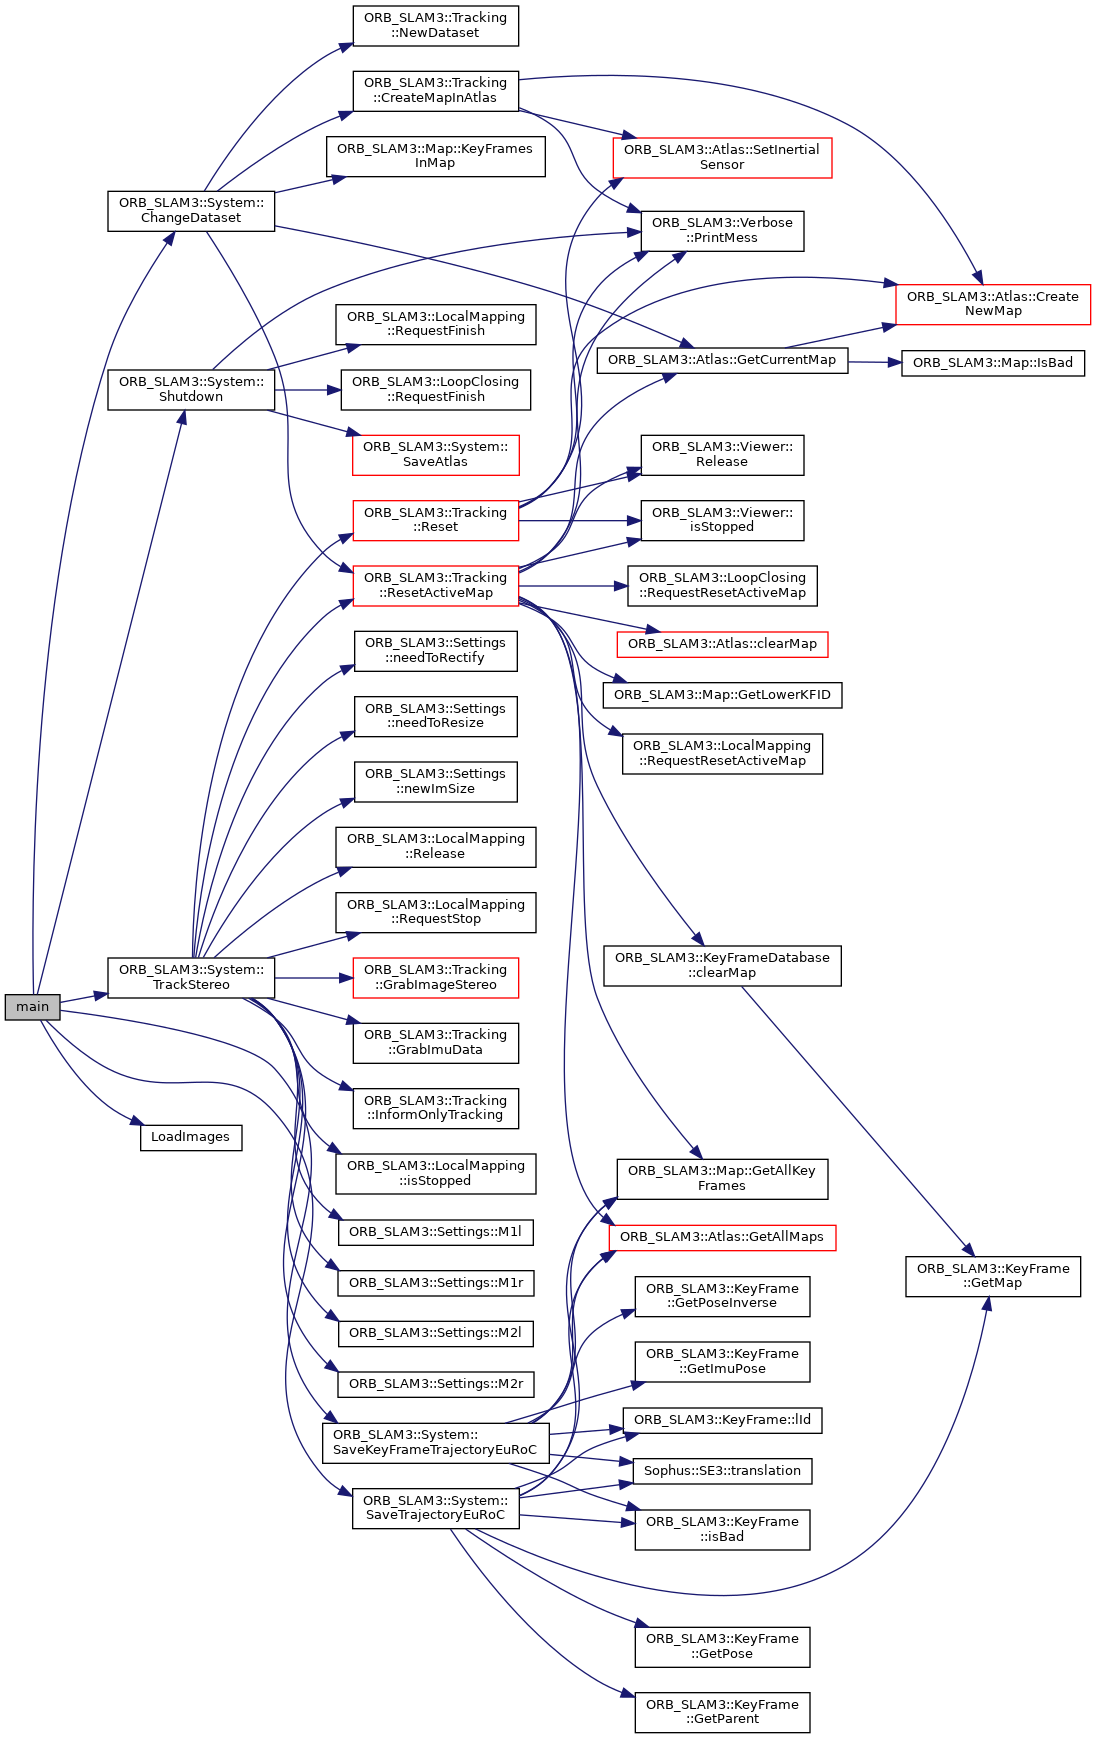 main
ORB_SLAM3::System::
ChangeDataset
ORB_SLAM3::System::
Shutdown
ORB_SLAM3::System::
TrackStereo
LoadImages
ORB_SLAM3::Tracking
::NewDataset
ORB_SLAM3::Tracking
::CreateMapInAtlas
ORB_SLAM3::Map::KeyFrames
InMap
ORB_SLAM3::LocalMapping
::RequestFinish
ORB_SLAM3::LoopClosing
::RequestFinish
ORB_SLAM3::System::
SaveAtlas
ORB_SLAM3::Tracking
::Reset
ORB_SLAM3::Tracking
::ResetActiveMap
ORB_SLAM3::Settings
::needToRectify
ORB_SLAM3::Settings
::needToResize
ORB_SLAM3::Settings
::newImSize
ORB_SLAM3::LocalMapping
::Release
ORB_SLAM3::LocalMapping
::RequestStop
ORB_SLAM3::Tracking
::GrabImageStereo
ORB_SLAM3::Tracking
::GrabImuData
ORB_SLAM3::Tracking
::InformOnlyTracking
ORB_SLAM3::LocalMapping
::isStopped
ORB_SLAM3::Settings::M1l
ORB_SLAM3::Settings::M1r
ORB_SLAM3::Settings::M2l
ORB_SLAM3::Settings::M2r
ORB_SLAM3::System::
SaveKeyFrameTrajectoryEuRoC
ORB_SLAM3::System::
SaveTrajectoryEuRoC
ORB_SLAM3::Atlas::SetInertial
Sensor
ORB_SLAM3::Verbose
::PrintMess
ORB_SLAM3::Atlas::GetCurrentMap
ORB_SLAM3::Viewer::
Release
ORB_SLAM3::Viewer::
isStopped
ORB_SLAM3::LoopClosing
::RequestResetActiveMap
ORB_SLAM3::Atlas::clearMap
ORB_SLAM3::Map::GetLowerKFID
ORB_SLAM3::LocalMapping
::RequestResetActiveMap
ORB_SLAM3::KeyFrameDatabase
::clearMap
ORB_SLAM3::Map::GetAllKey
Frames
ORB_SLAM3::Atlas::GetAllMaps
ORB_SLAM3::KeyFrame
::GetPoseInverse
ORB_SLAM3::KeyFrame
::GetImuPose
ORB_SLAM3::KeyFrame::lId
Sophus::SE3::translation
ORB_SLAM3::KeyFrame
::isBad
ORB_SLAM3::KeyFrame
::GetPose
ORB_SLAM3::KeyFrame
::GetParent
ORB_SLAM3::Atlas::Create
NewMap
ORB_SLAM3::Map::IsBad
ORB_SLAM3::KeyFrame
::GetMap